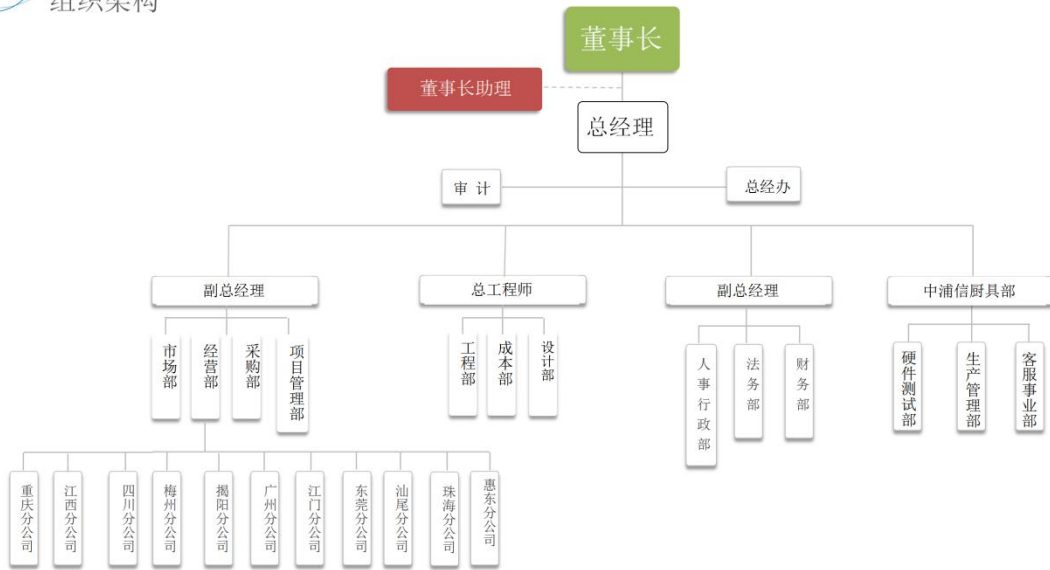 组织架构
董事长
董事长助理
总经理
审 计
总经办
副总经理
总工程师
副总经理
中浦信厨具部
市场部
经营部
采购部
项目管理部
工程部
成本部
设计部
人事行政部
法务部
财务部
硬件测试部
生产管理部
客服事业部
重庆分公司
江西分公司
四川分公司
梅州分公司
揭阳分公司
广州分公司
江门分公司
东莞分公司
汕尾分公司
珠海分公司
惠东分公司